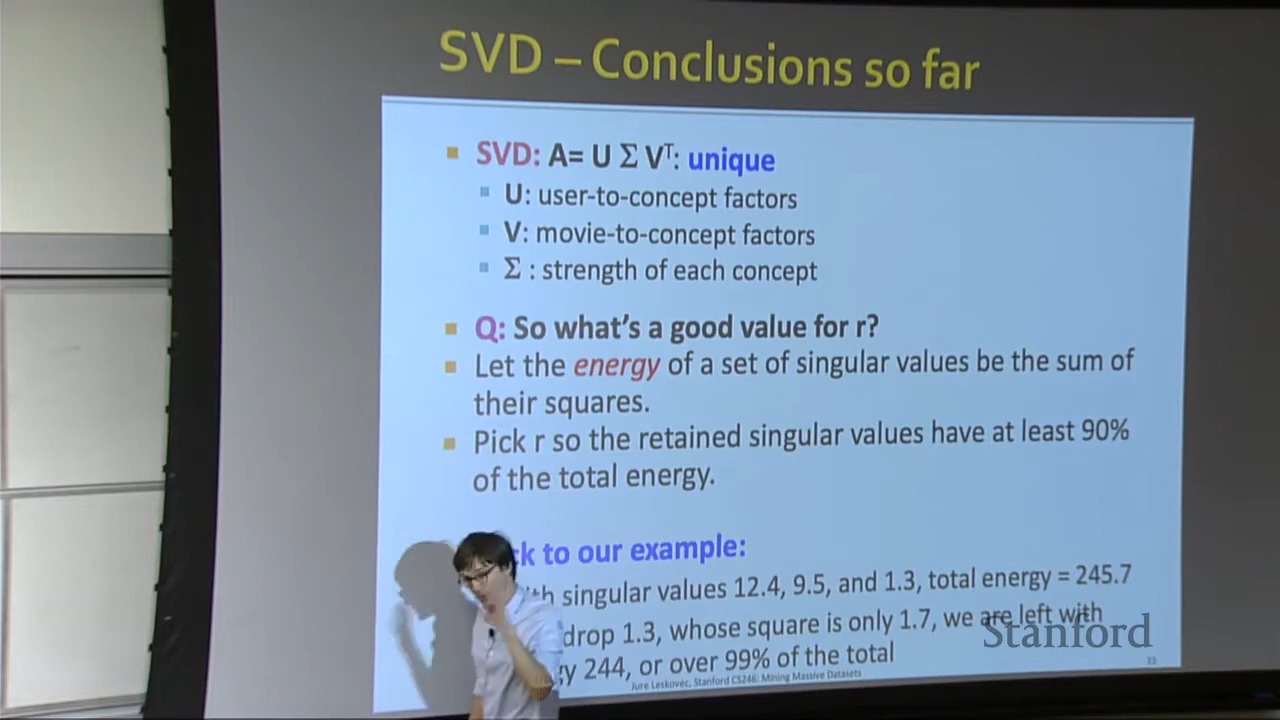 SVD – Conclusions so far
SVD: A= U Σ Vᵀ: unique
U: user-to-concept factors
V: movie-to-concept factors
Σ : strength of each concept
Q: So what's a good value for r?
Let the energy of a set of singular values be the sum of
their squares.
Pick r so the retained singular values have at least 90%
of the total energy.
to our example:
singular values 12.4, 9.5, and 1.3, total energy = 245.7
drop 1.3, whose square is only 1.7, we are left with
244, or over 99% of the total
Stanford
Jure Leskovec, Stanford CS246: Mining Massive Datasets